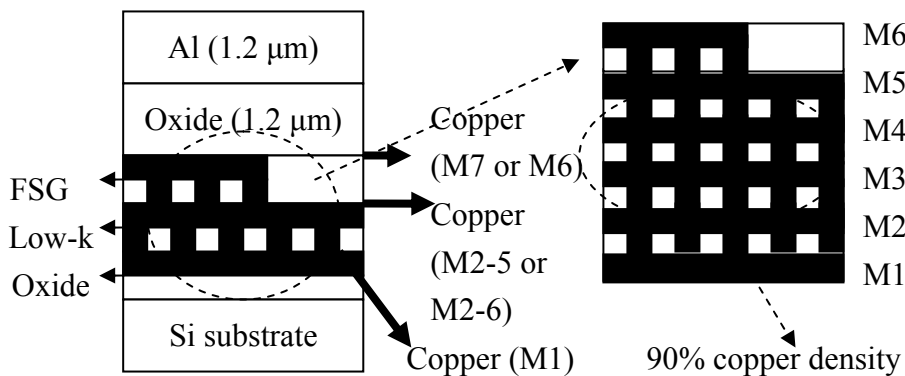 Al (1.2 μm)
Oxide (1.2 μm)
FSG
Low-k
Oxide
Si substrate
Copper
(M7 or M6)
Copper
(M2-5 or
M2-6)
Copper (M1)
M6
M5
M4
M3
M2
M1
90% copper density